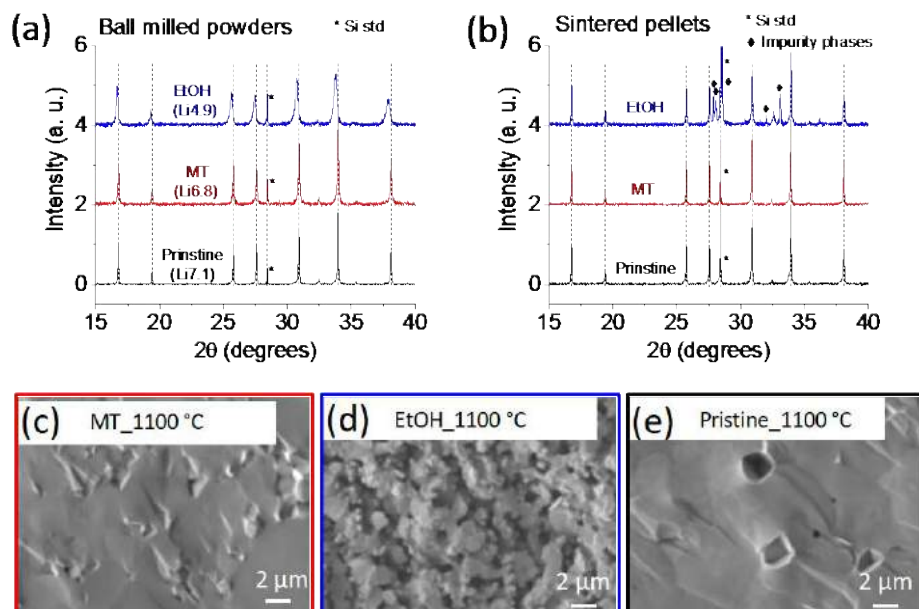 (a) Ball milled powders * Si std
Intensity (a. u.)
6
4
2
0
EtOH
(Li4.9)
*
MT
(Li6.8)
*
Prinstine
(Li7.1)
*
15 20 25 30 35 40
2θ (degrees)
(b) Sintered pellets * Si std
♦ Impurity phases
Intensity (a. u.)
6
4
2
0
*
EtOH
*
MT
*
Prinstine
15 20 25 30 35 40
2θ (degrees)
(c) MT_1100 °C
2 μm
(d) EtOH_1100 °C
2 μm
(e) Pristine_1100 °C
2 μm